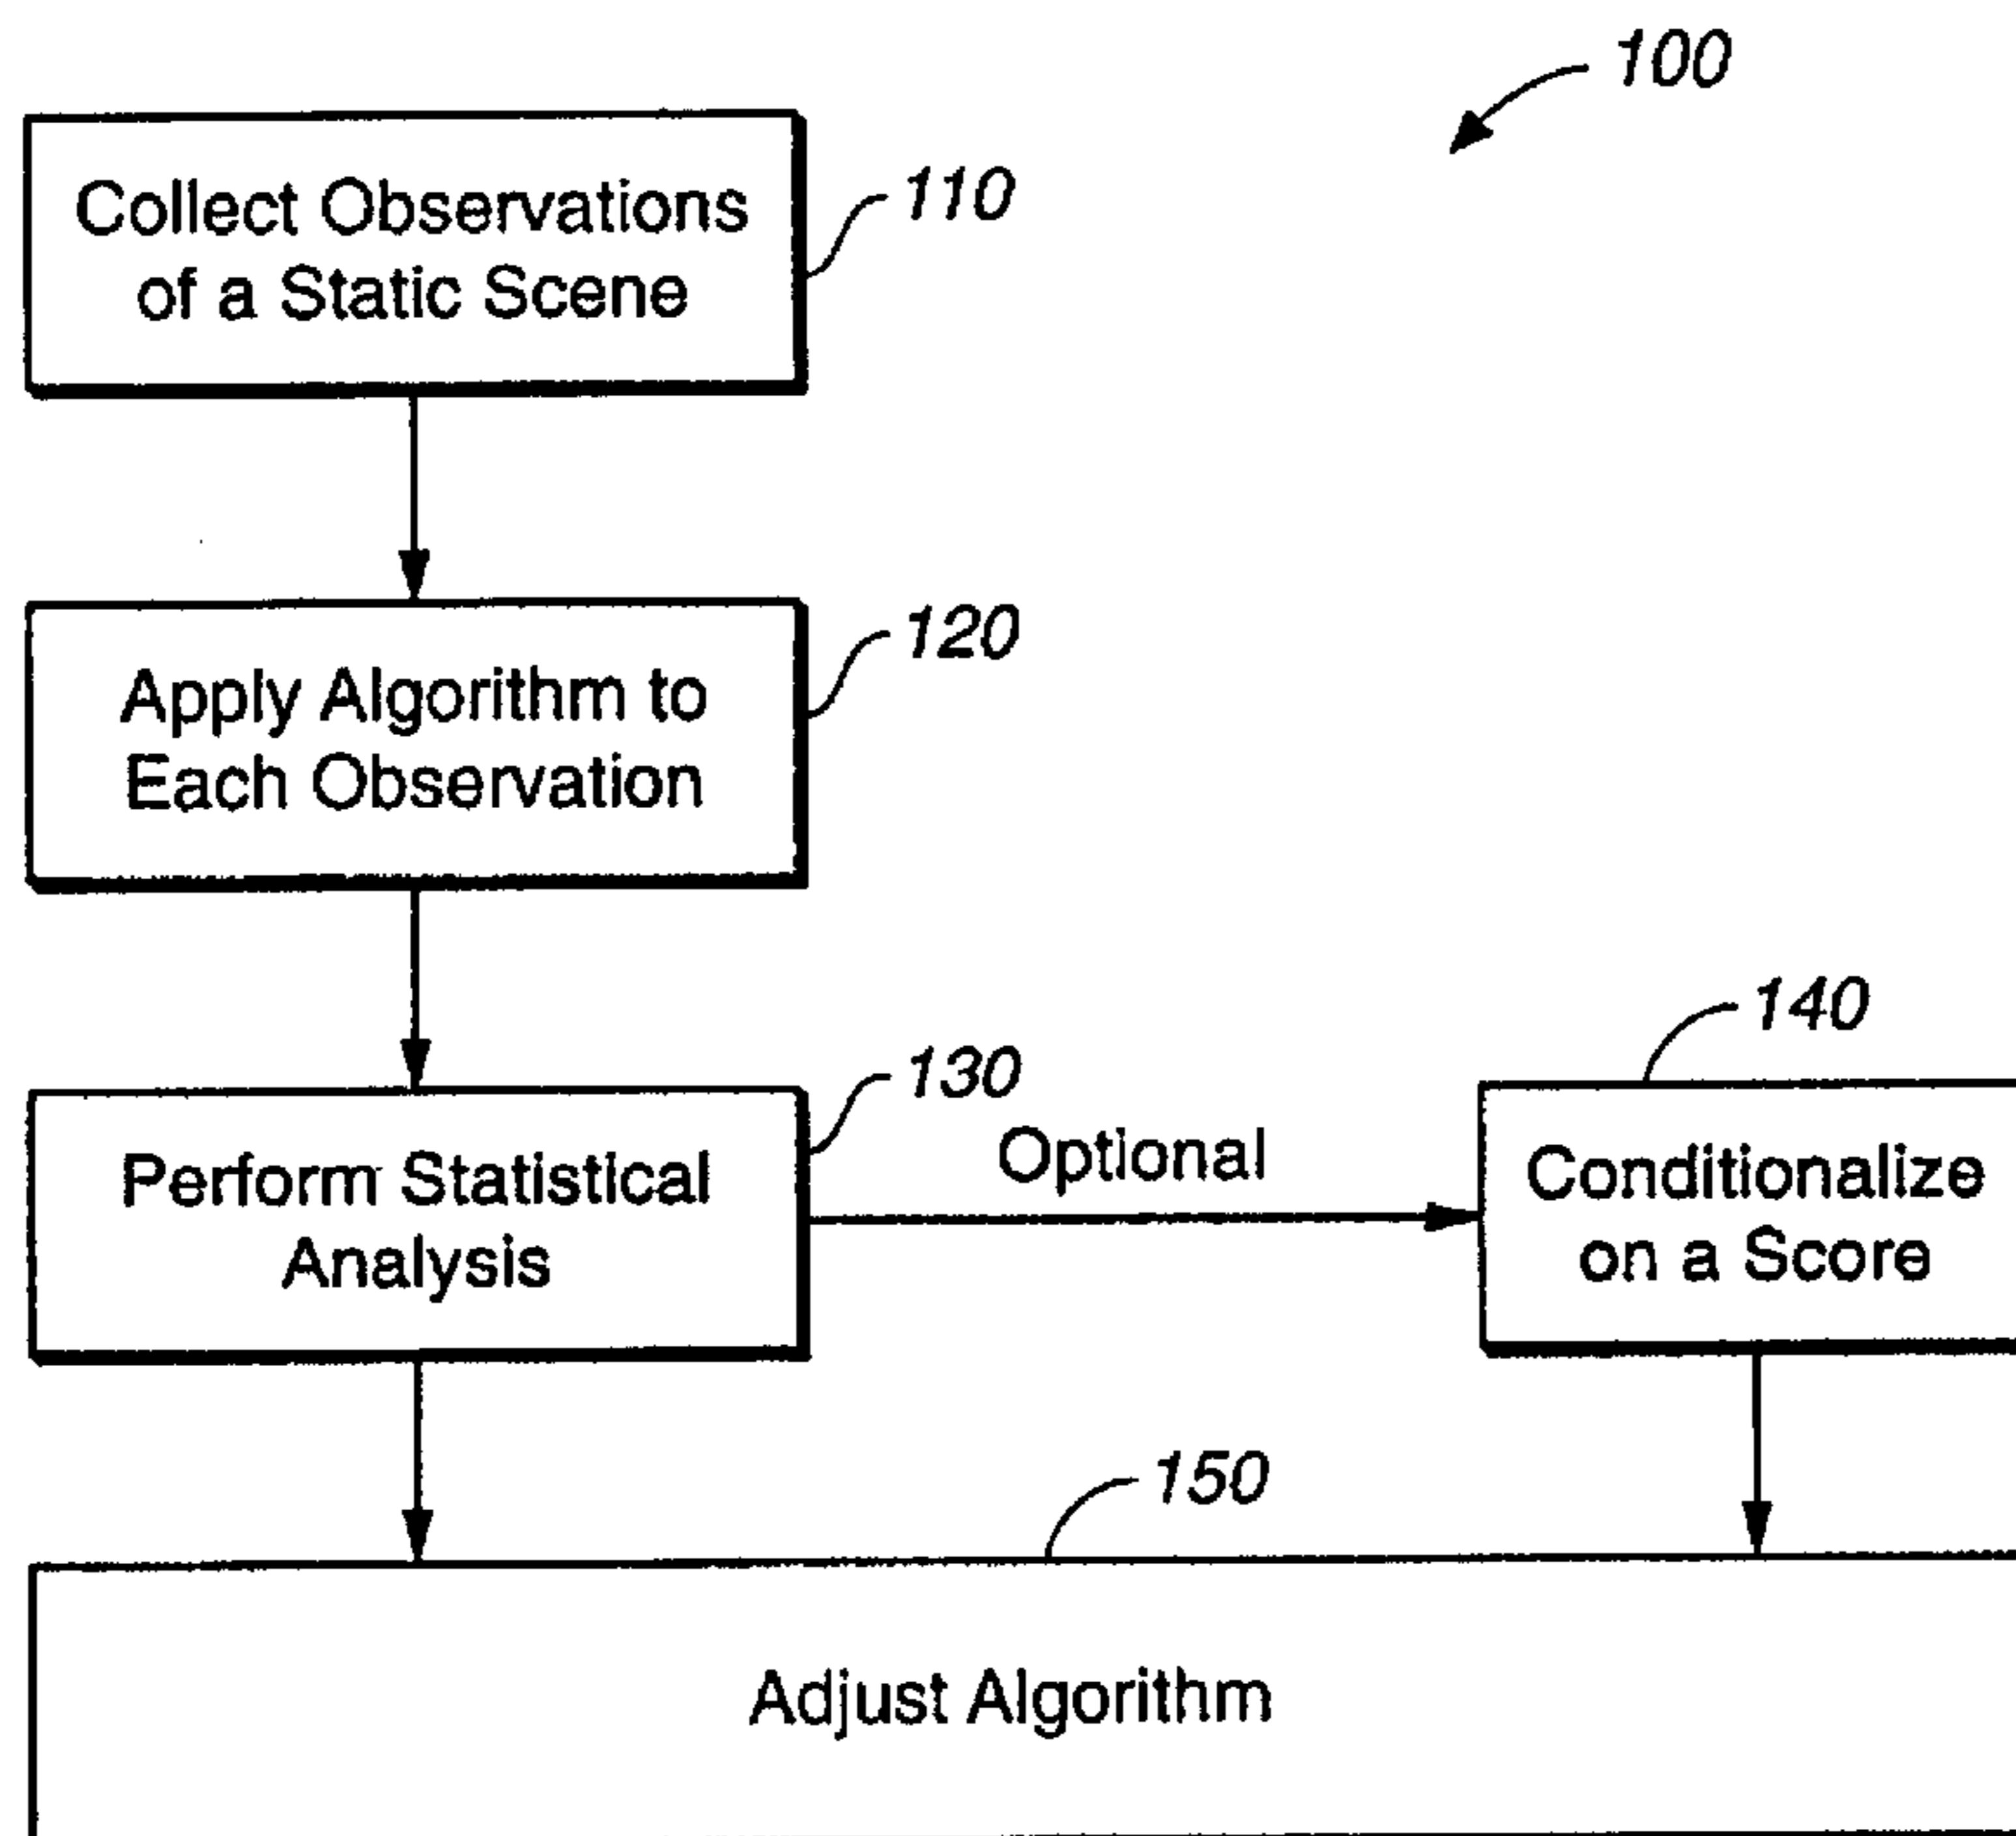 100
Collect Observations
of a Static Scene
110
Apply Algorithm to
Each Observation
120
Perform Statistical
Analysis
130
Optional
Conditionalize
on a Score
140
150
Adjust Algorithm